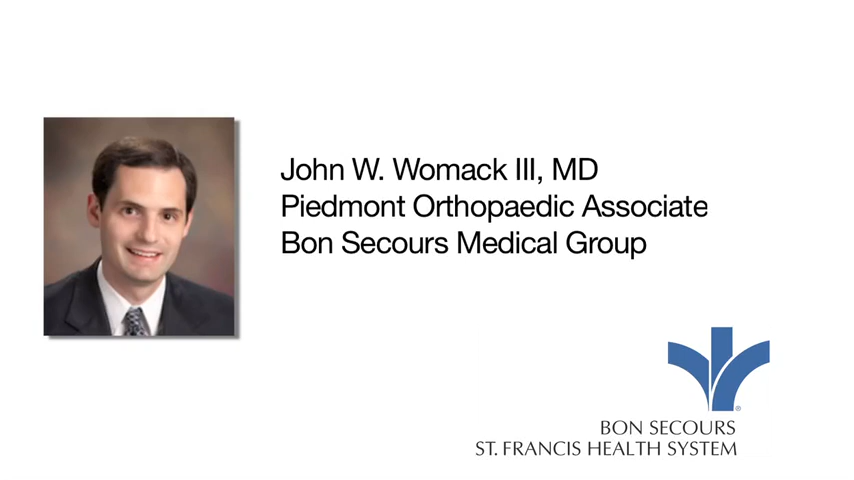 John W. Womack III, MD
Piedmont Orthopaedic Associate
Bon Secours Medical Group
BON SECOURS
ST. FRANCIS HEALTH SYSTEM